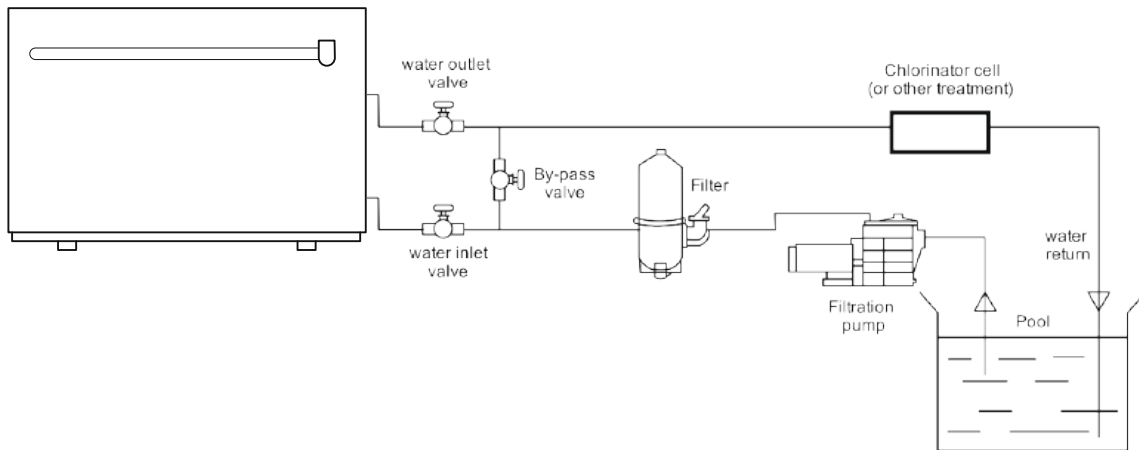 water outlet
valve
Chlorinator cell
(or other treatment)
By-pass
valve
Filter
water inlet
valve
water
return
Filtration
pump
Pool